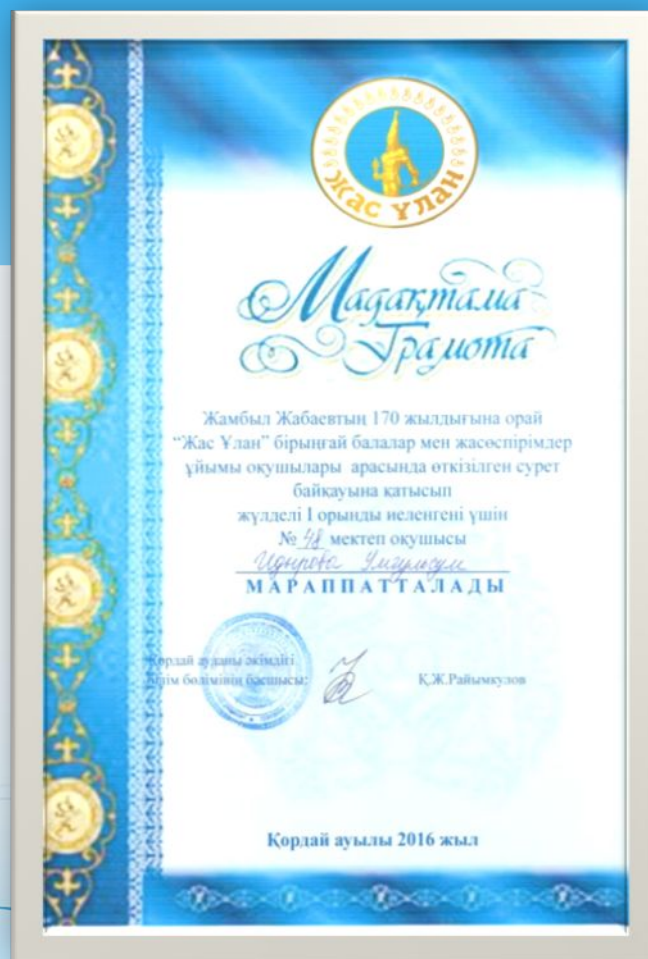 Жас Ұлан
Мадақтама
Грамота
Жамбыл Жабаевтың 170 жылдығына орай
“Жас Ұлан” бірыңғай балалар мен жасөспірімдер
ұйымы оқушылары арасында өткізілген сурет
байқауына қатысып
жүлделі І орынды иеленгені үшін
№ 48 мектеп оқушысы
МАРАППАТТАЛАДЫ
Қордай ауданы әкімдігі
білім бөлімінің басшысы:
Қ.Ж.Райымкулов
Қордай ауылы 2016 жыл